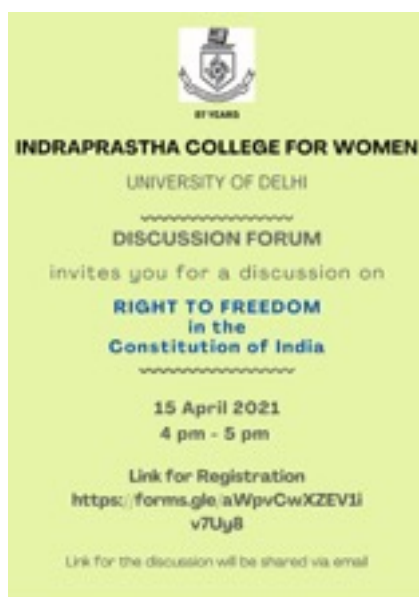 97 YEARS
INDRAPRASTHA COLLEGE FOR WOMEN
UNIVERSITY OF DELHI
DISCUSSION FORUM
invites you for a discussion on
RIGHT TO FREEDOM
in the
Constitution of India
15 April 2021
4 pm - 5 pm
Link for Registration
https://forms.gle/aWpvCwXZEV1i
v7Uy8
Link for the discussion will be shared via email